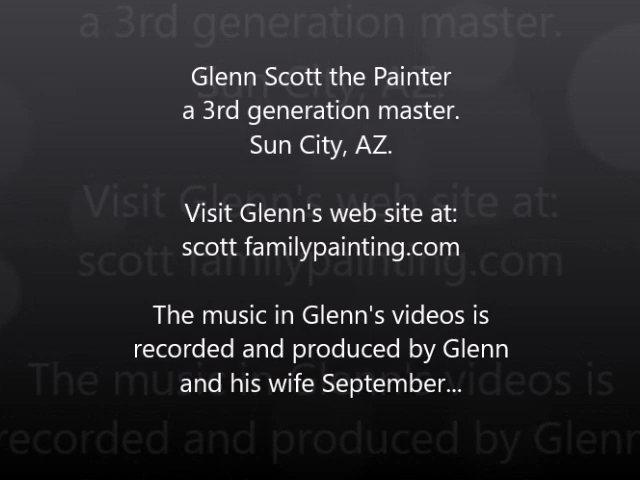 Glenn Scott the Painter
a 3rd generation master.
Sun City, AZ.
Visit Glenn's web site at:
scott familypainting.com
The music in Glenn's videos is
recorded and produced by Glenn
and his wife September...